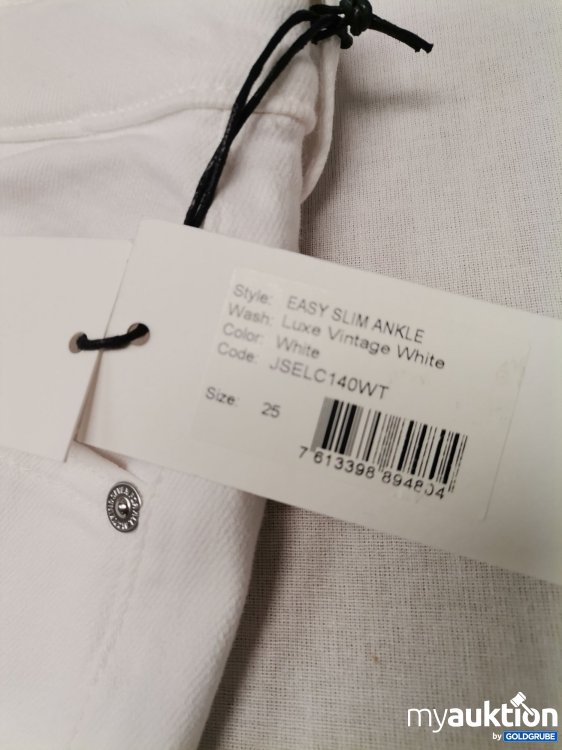 Style: EASY SLIM ANKLE
Wash: Luxe Vintage White
Color: White
Code: JSELC140WT
Size: 25
7 613398 894804
myauktion
by GOLDGRUBE